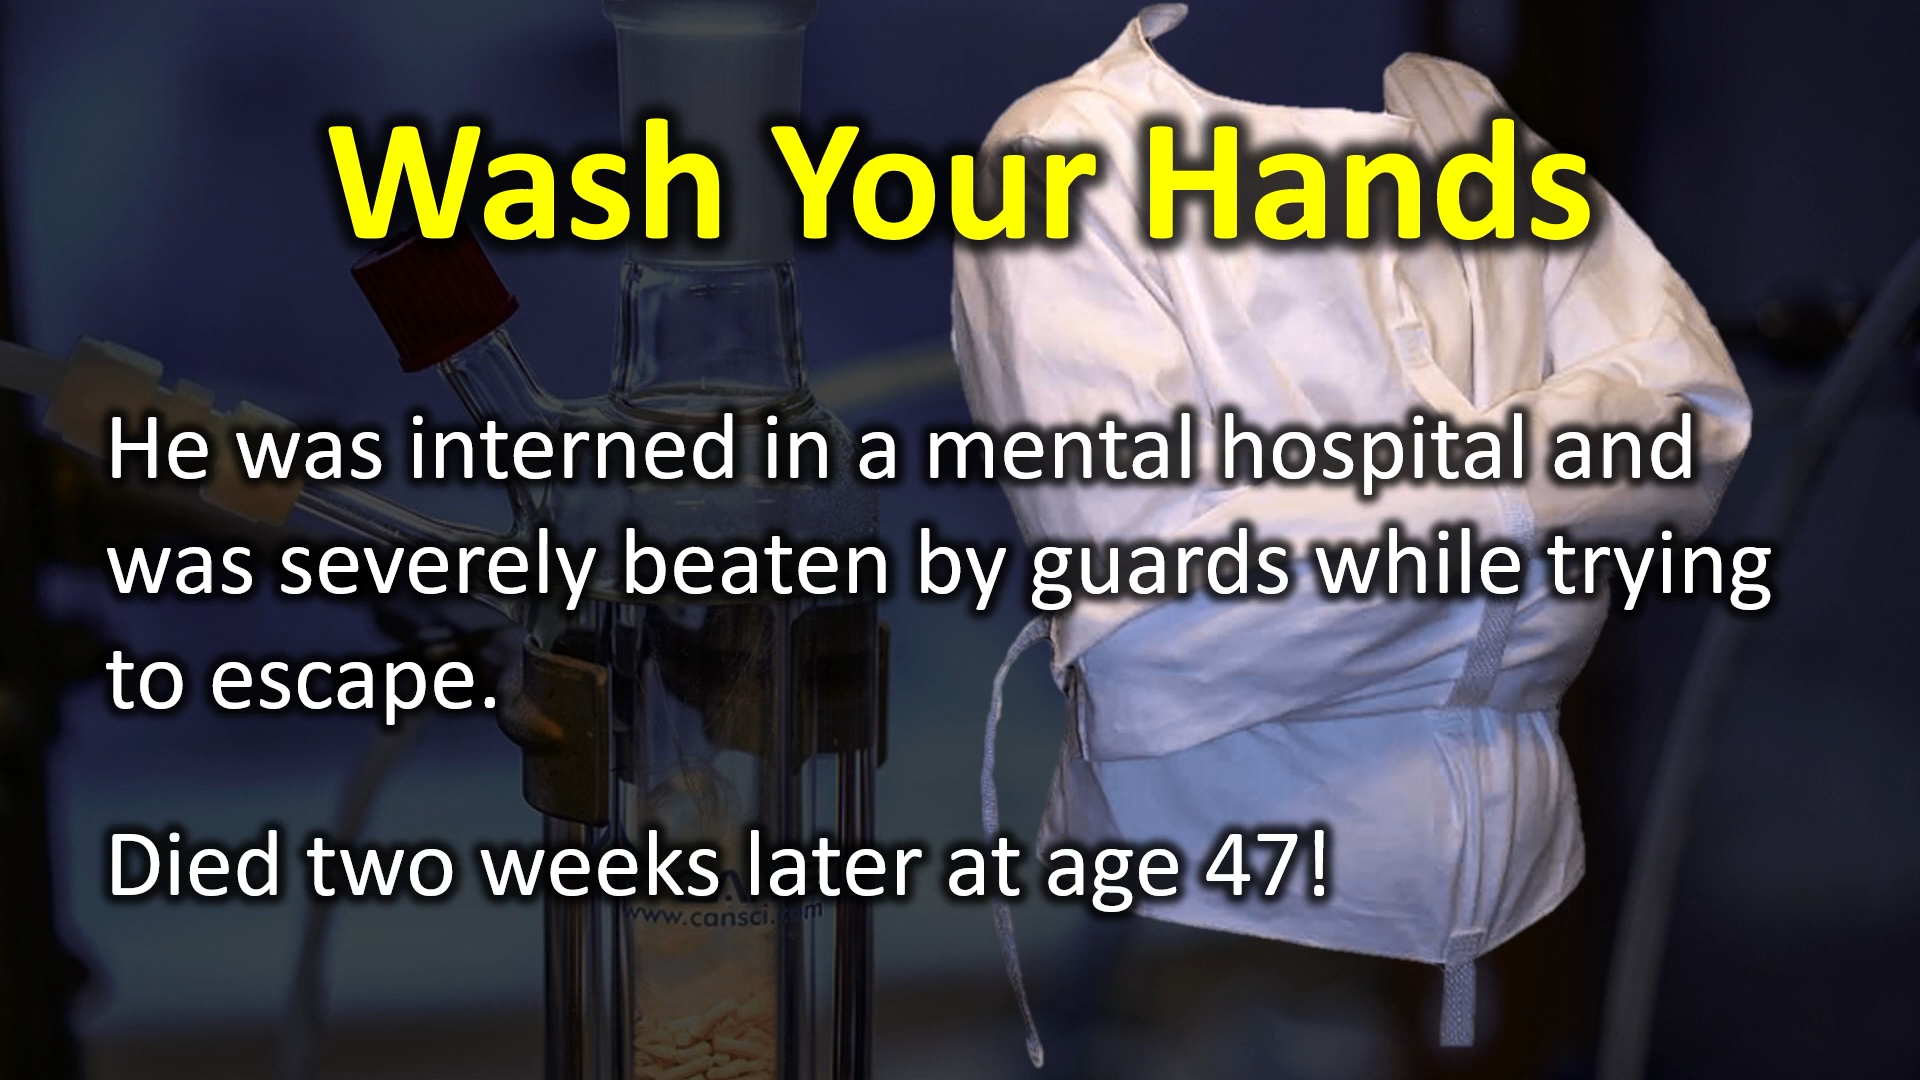 Wash Your Hands
He was interned in a mental hospital and
was severely beaten by guards while trying
to escape.
Died two weeks later at age 47!
www.cansci.com